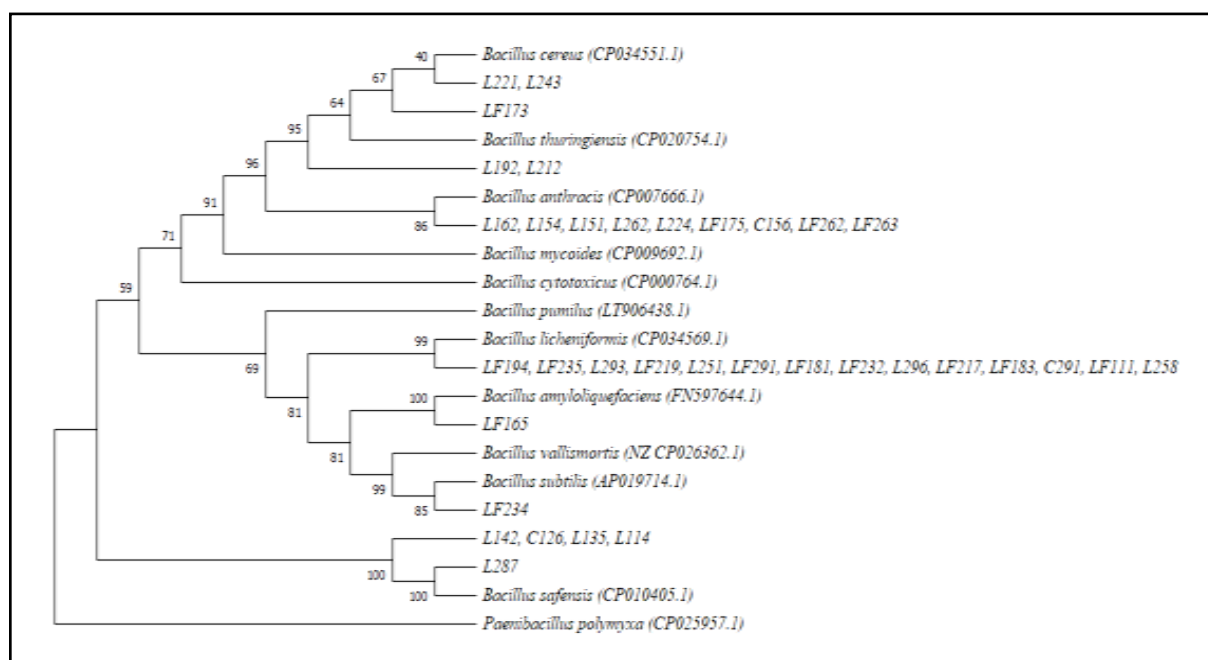 40
Bacillus cereus (CP034551.1)
67
L221, L243
64
LF173
95
Bacillus thuringiensis (CP020754.1)
96
L192, L212
91
Bacillus anthracis (CP007666.1)
86
L162, L154, L151, L262, L224, LF175, C156, LF262, LF263
71
Bacillus mycoides (CP009692.1)
59
Bacillus cytotoxicus (CP000764.1)
Bacillus pumilus (LT906438.1)
99
Bacillus licheniformis (CP034569.1)
69
LF194, LF235, L293, LF219, L251, LF291, LF181, LF232, L296, LF217, LF183, C291, LF111, L258
100
Bacillus amyloliquefaciens (FN597644.1)
81
LF165
81
Bacillus vallismortis (NZ CP026362.1)
99
Bacillus subtilis (AP019714.1)
85
LF234
L142, C126, L135, L114
100
L287
100
Bacillus safensis (CP010405.1)
Paenibacillus polymyxa (CP025957.1)